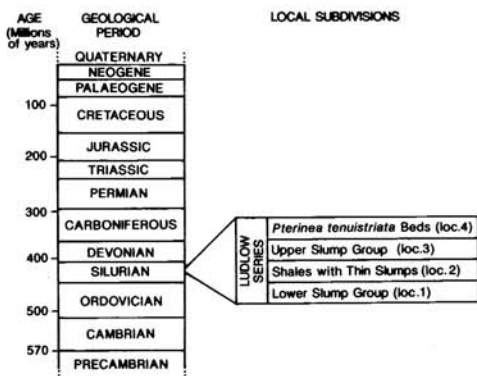 AGE
(Millions
of years)
GEOLOGICAL
PERIOD
LOCAL SUBDIVISIONS
QUATERNARY
NEOGENE
PALAEOGENE
100
CRETACEOUS
JURASSIC
200
TRIASSIC
PERMIAN
300
CARBONIFEROUS
DEVONIAN
400
SILURIAN
ORDOVICIAN
500
CAMBRIAN
570
PRECAMBRIAN
LUDLOW
SERIES
Pterinea tenuistriata Beds (loc.4)
Upper Slump Group (loc.3)
Shales with Thin Slumps (loc.2)
Lower Slump Group (loc.1)